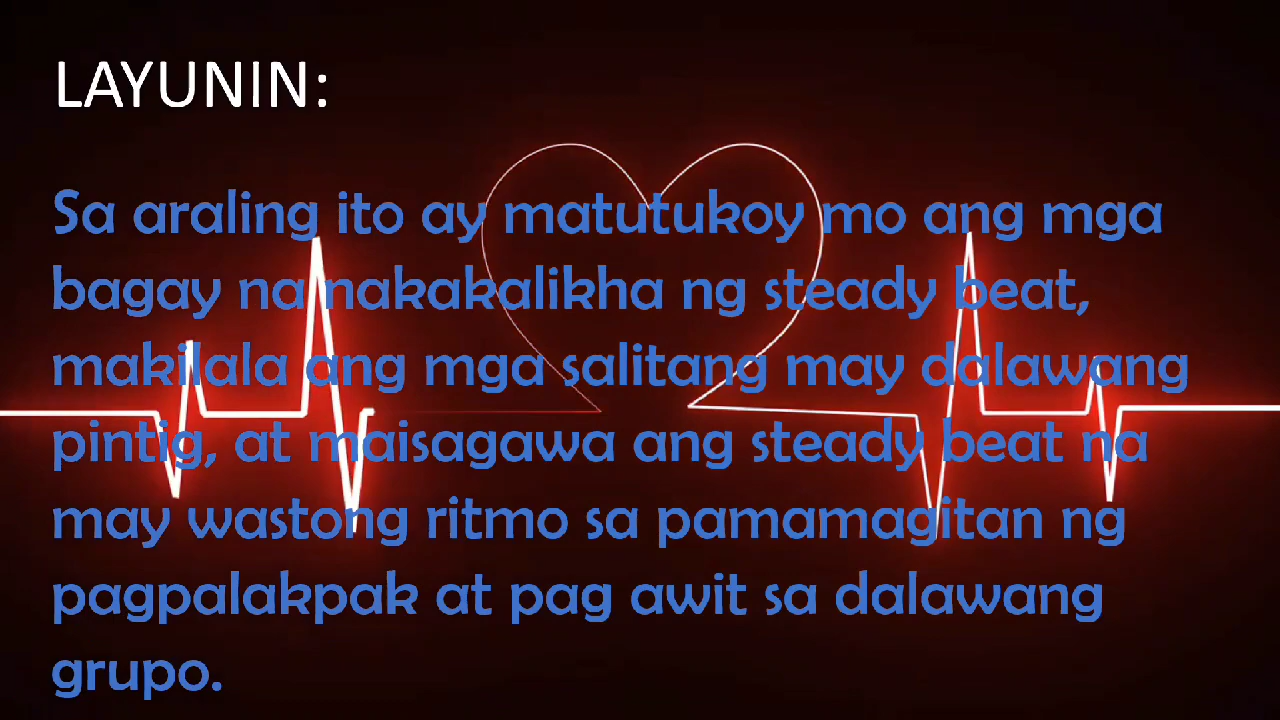 LAYUNIN:
Sa araling ito ay matutukoy mo ang mga
bagay na nakakalikha ng steady beat,
makilala ang mga salitang may dalawang
pintig, at maisagawa ang steady beat na
may wastong ritmo sa pamamagitan ng
pagpalakpak at pag awit sa dalawang
grupo.